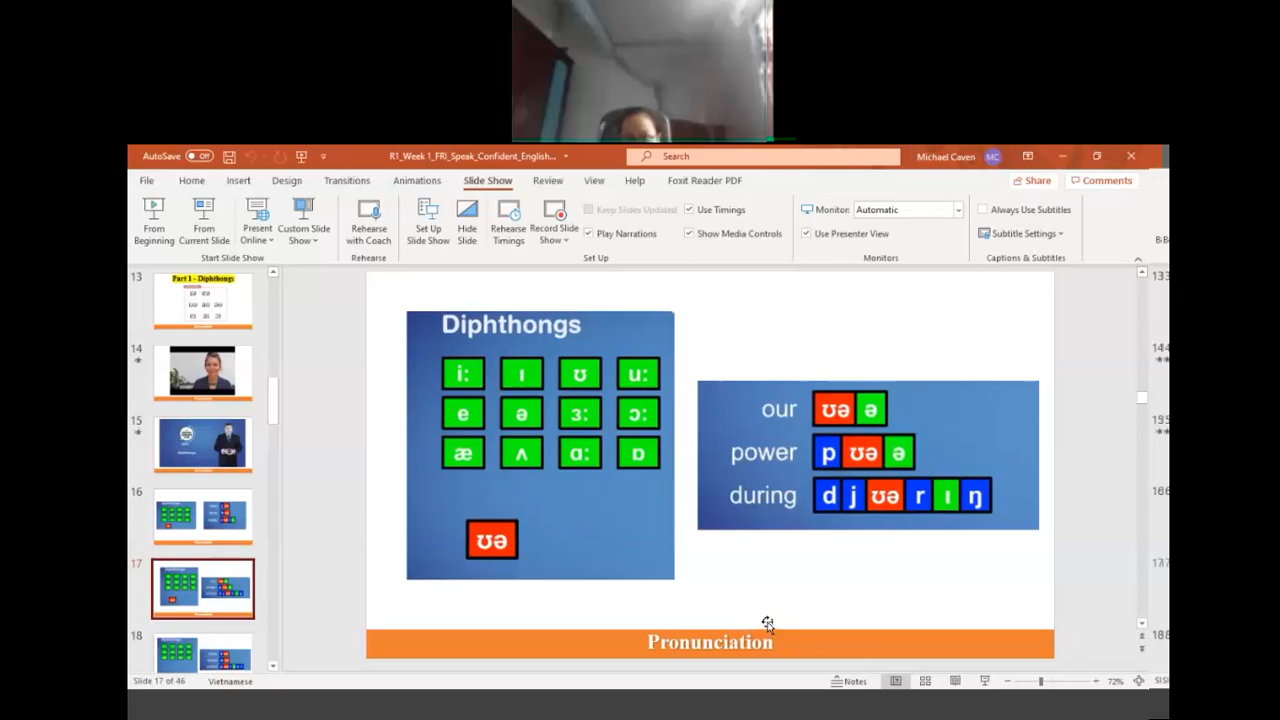 AutoSave Off R1_Week 1_FRI_Speak_Confident_English... Search Michael Caven MC
File Home Insert Design Transitions Animations Slide Show Review View Help Foxit Reader PDF Share Comments
From Beginning
From Current Slide
Present Online
Custom Slide Show
Start Slide Show
Rehearse with Coach
Rehearse
Set Up Slide Show
Hide Slide
Rehearse Timings
Record Slide Show
Keep Slides Updated
Play Narrations
Use Timings
Show Media Controls
Set Up
Monitor: Automatic
Use Presenter View
Monitors
Always Use Subtitles
Subtitle Settings
Captions & Subtitles
13
Part 1 - Diphthongs
14
15
16
17
18
Diphthongs
i: ɪ ʊ u:
e ə ɜ: ɔ:
æ ʌ ɑ: ɒ
ʊə
our ʊə ə
power p ʊə ə
during d j ʊə r ɪ ŋ
Pronunciation
Slide 17 of 46 Vietnamese Notes 72%